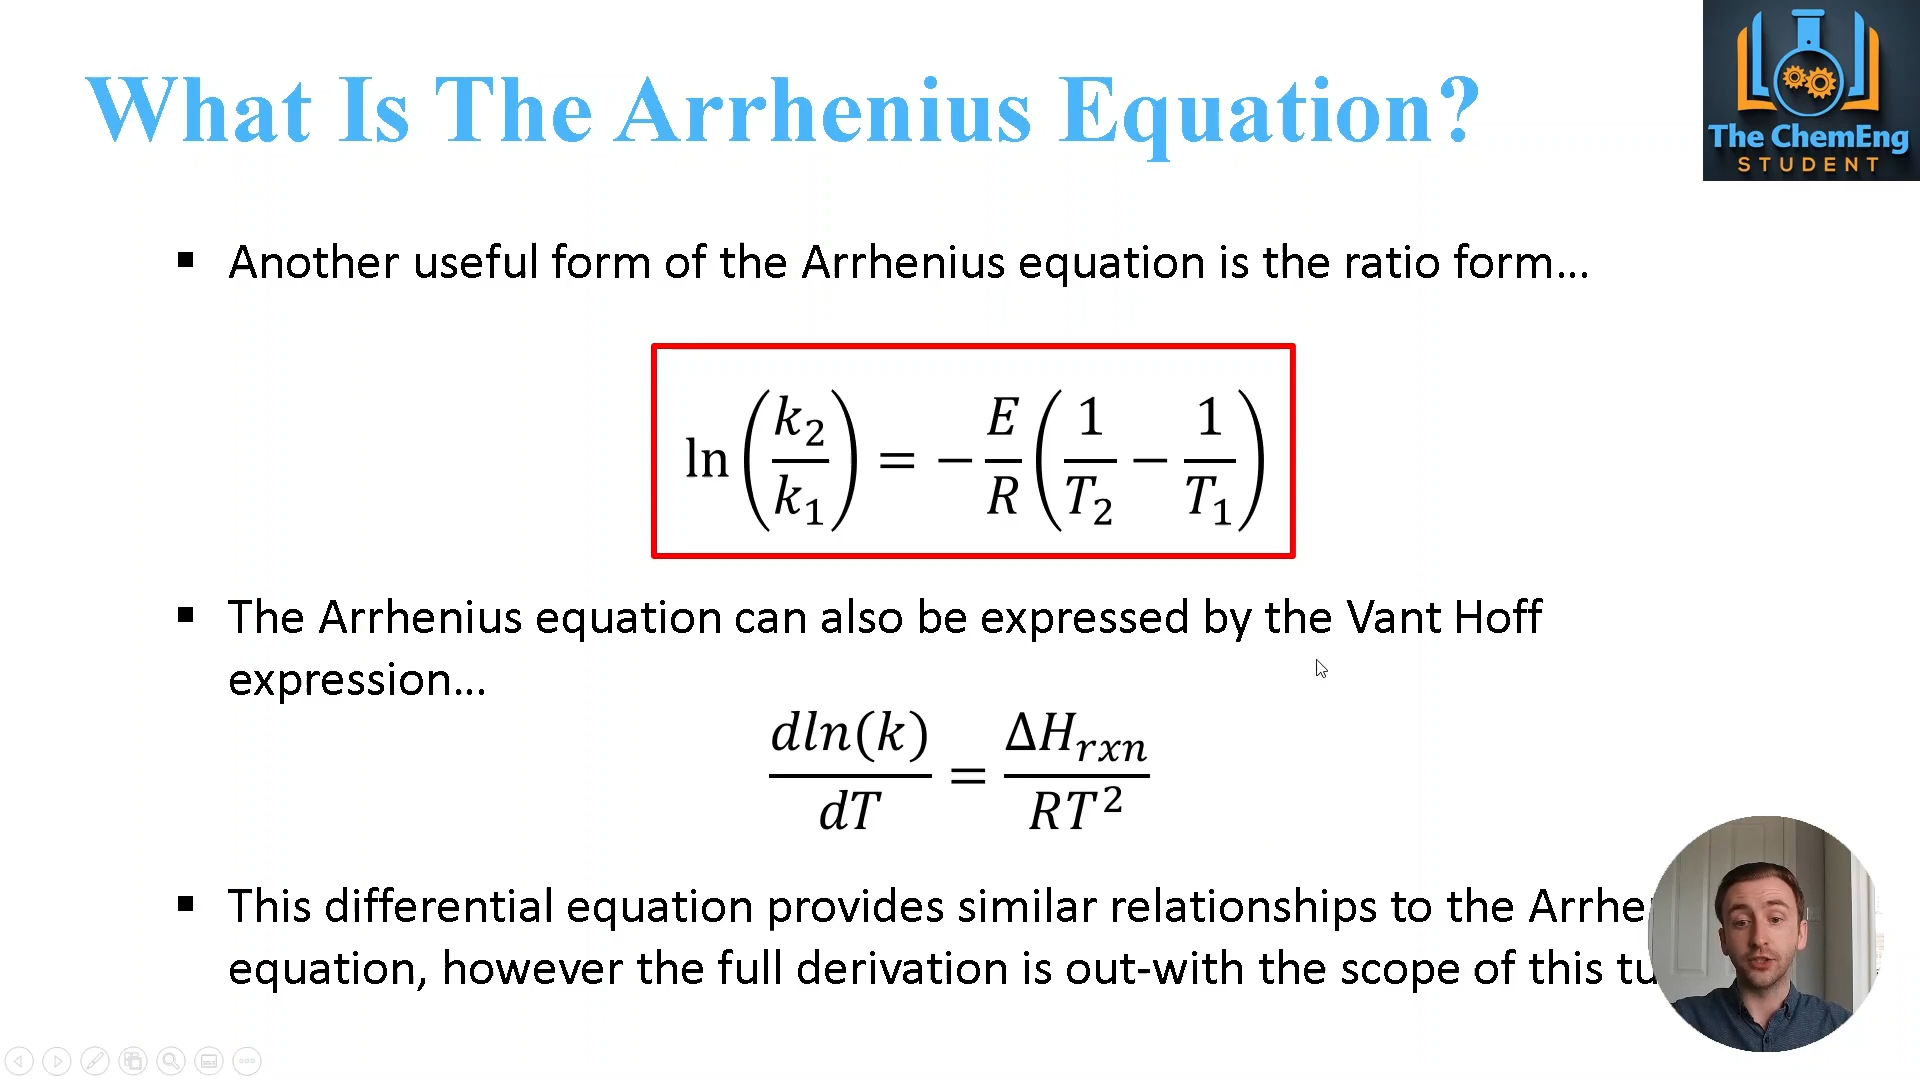 What Is The Arrhenius Equation?
The ChemEng
STUDENT
▪ Another useful form of the Arrhenius equation is the ratio form...
ln(k₂/k₁) = −E/R(1/T₂ − 1/T₁)
▪ The Arrhenius equation can also be expressed by the Vant Hoff
expression...
dln(k)/dT = ΔH_rxn/RT²
▪ This differential equation provides similar relationships to the
equation, however the full derivation is out-with the scope of this